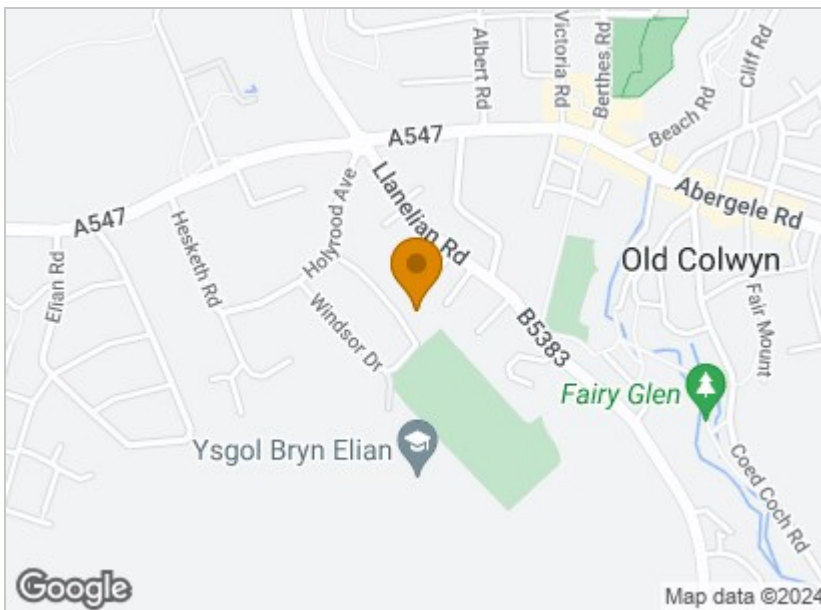 Albert Rd
Victoria Rd
Berthes Rd
Cliff Rd
Beach Rd
A547
Abergele Rd
Llanelian Rd
Holyrood Ave
A547
Hesketh Rd
Elian Rd
Old Colwyn
Windsor Dr
B5383
Fair Mount
Fairy Glen
Ysgol Bryn Elian
Coed Coch Rd
Google
Map data ©2024